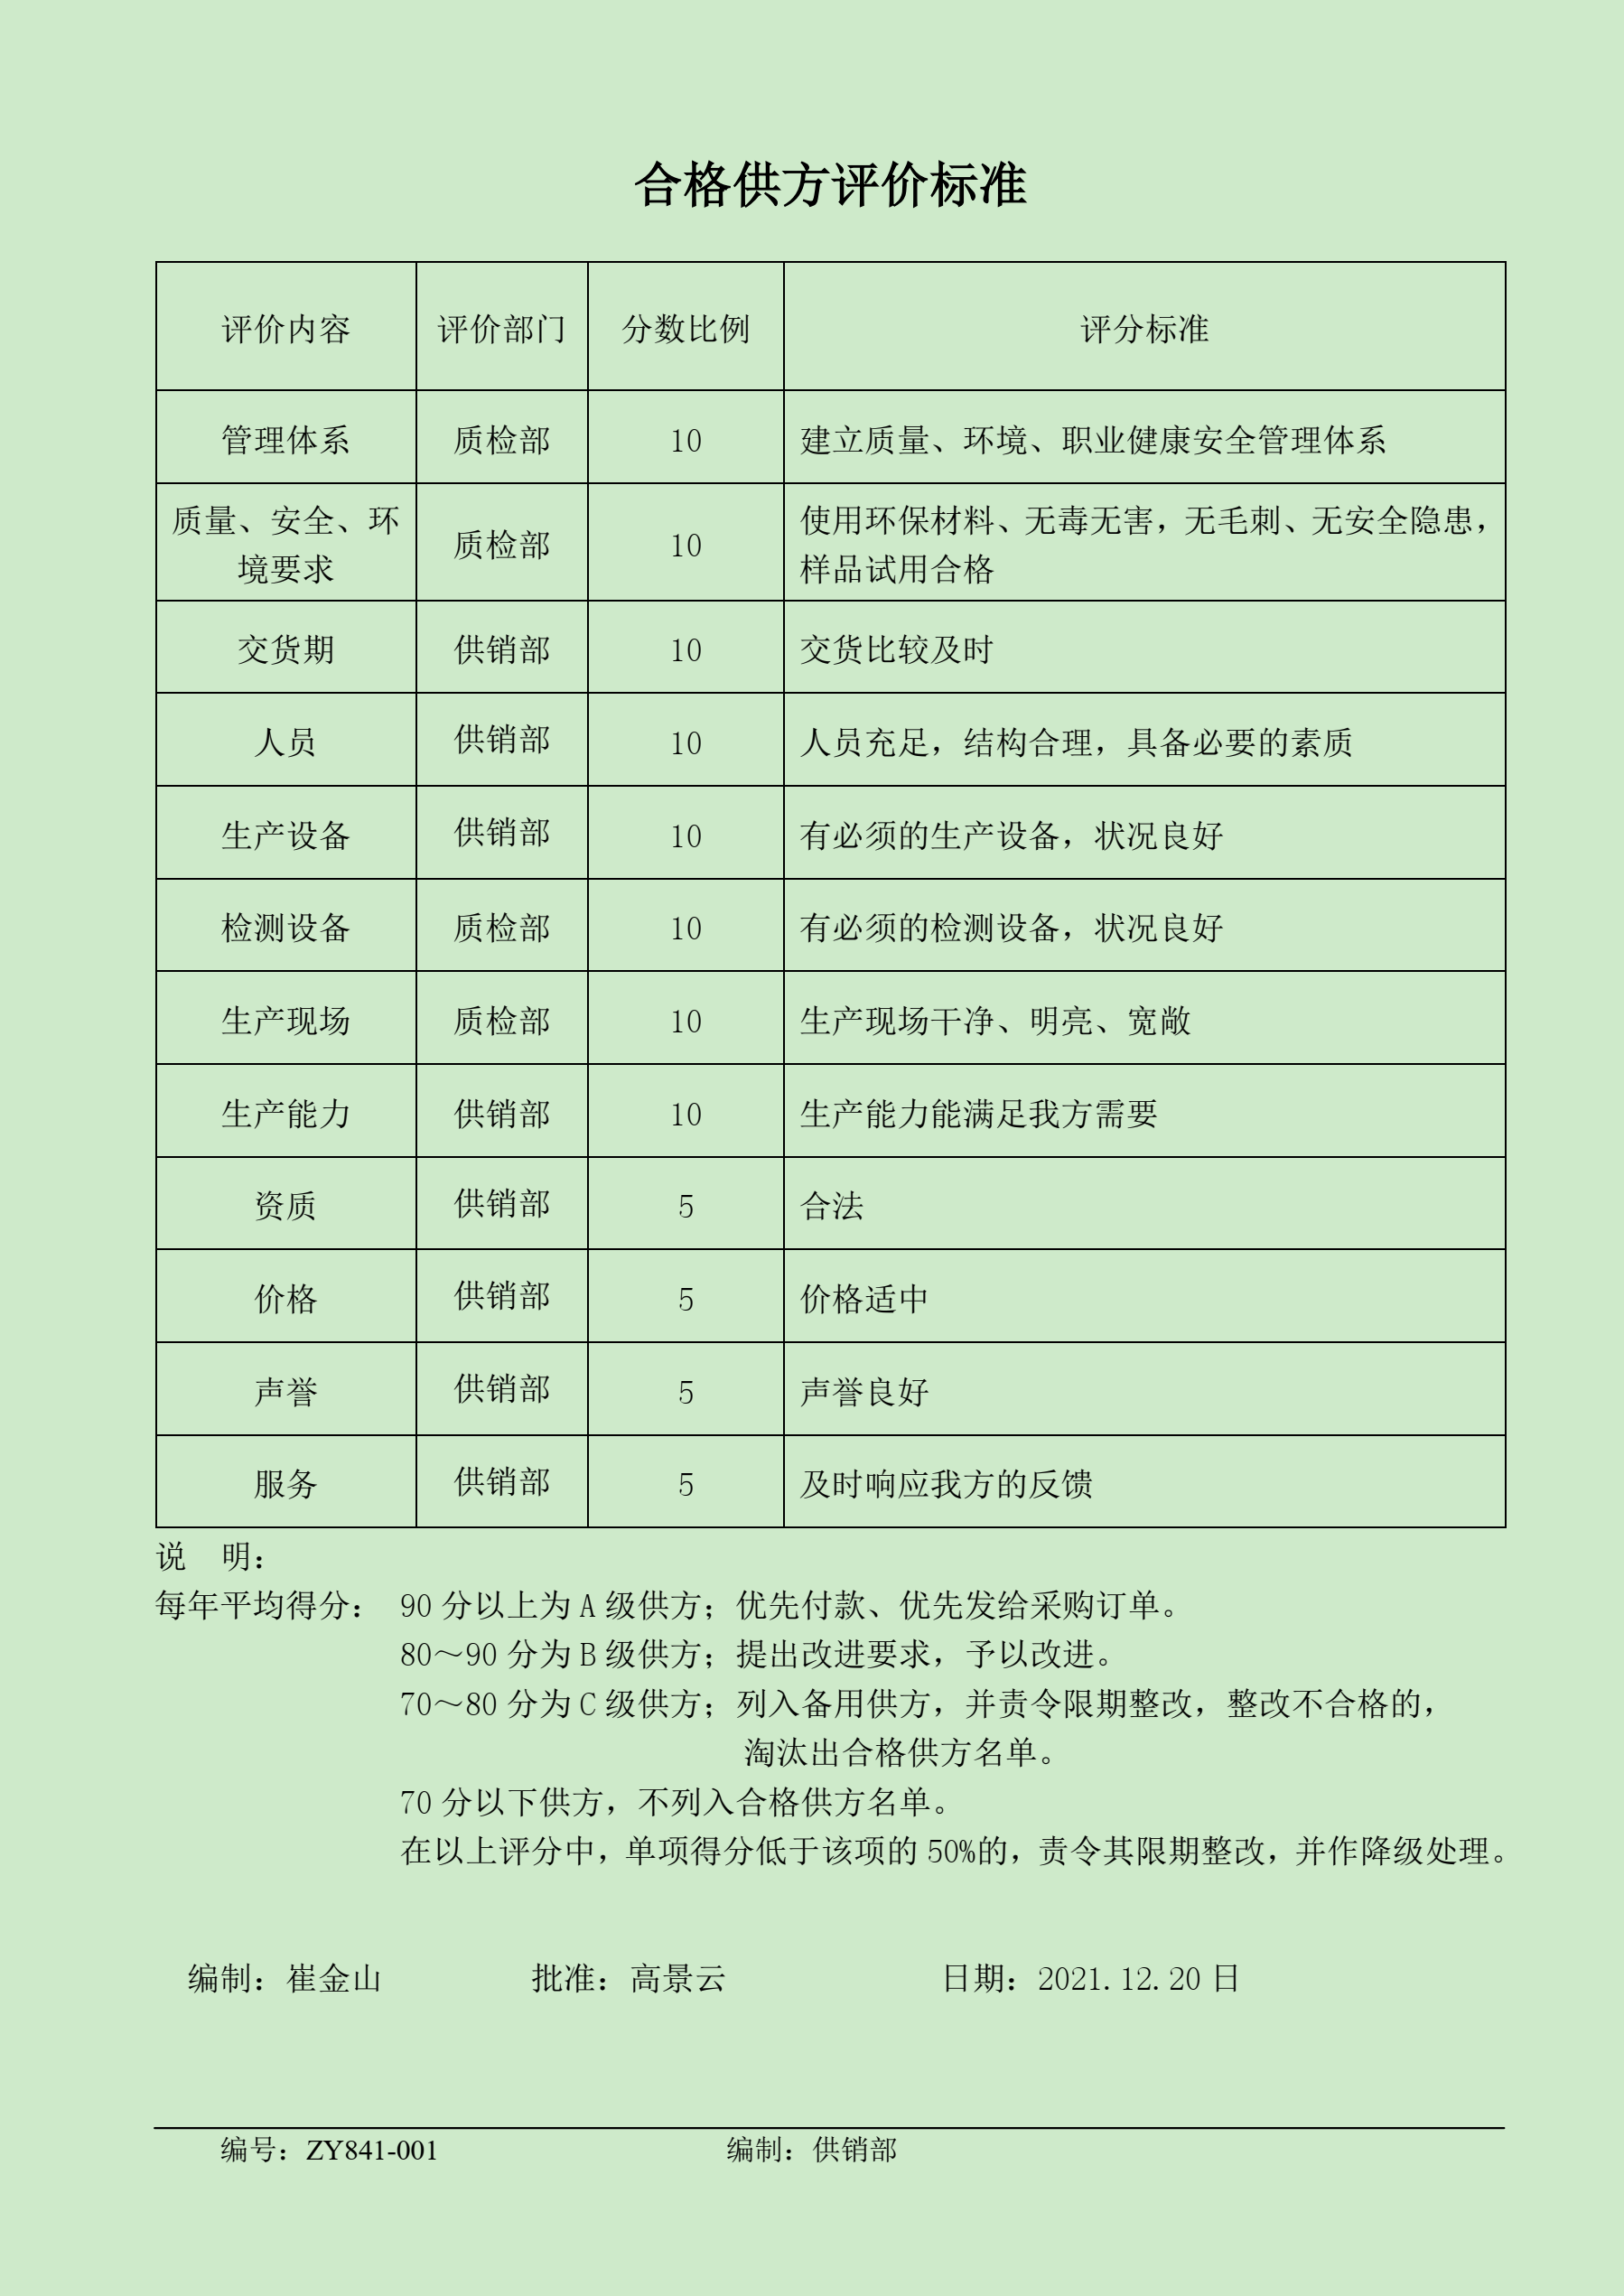 合格供方评价标准
评价内容 评价部门 分数比例 评分标准
管理体系 质检部 10 建立质量、环境、职业健康安全管理体系
质量、安全、环
境要求 质检部 10 使用环保材料、无毒无害，无毛刺、无安全隐患，
样品试用合格
交货期 供销部 10 交货比较及时
人员 供销部 10 人员充足，结构合理，具备必要的素质
生产设备 供销部 10 有必须的生产设备，状况良好
检测设备 质检部 10 有必须的检测设备，状况良好
生产现场 质检部 10 生产现场干净、明亮、宽敞
生产能力 供销部 10 生产能力能满足我方需要
资质 供销部 5 合法
价格 供销部 5 价格适中
声誉 供销部 5 声誉良好
服务 供销部 5 及时响应我方的反馈
说 明：
每年平均得分： 90 分以上为 A 级供方；优先付款、优先发给采购订单。
80～90 分为 B 级供方；提出改进要求，予以改进。
70～80 分为 C 级供方；列入备用供方，并责令限期整改，整改不合格的，
淘汰出合格供方名单。
70 分以下供方，不列入合格供方名单。
在以上评分中，单项得分低于该项的 50%的，责令其限期整改，并作降级处理。
编制：崔金山 批准：高景云 日期：2021.12.20 日
编号：ZY841-001 编制：供销部